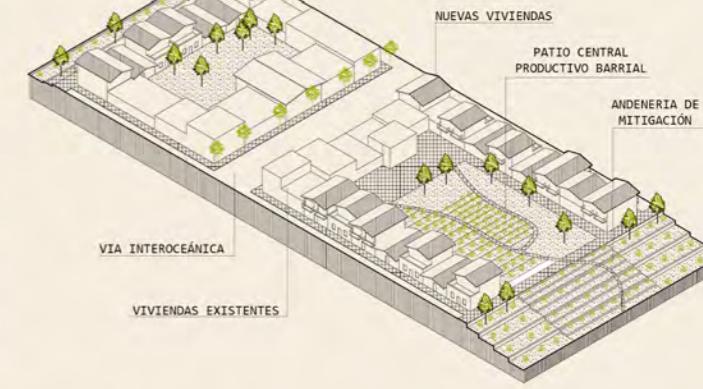 NUEVAS VIVIENDAS
PATIO CENTRAL
PRODUCTIVO BARRIAL
ANDENERIA DE
MITIGACIÓN
VIA INTEROCEÁNICA
VIVIENDAS EXISTENTES